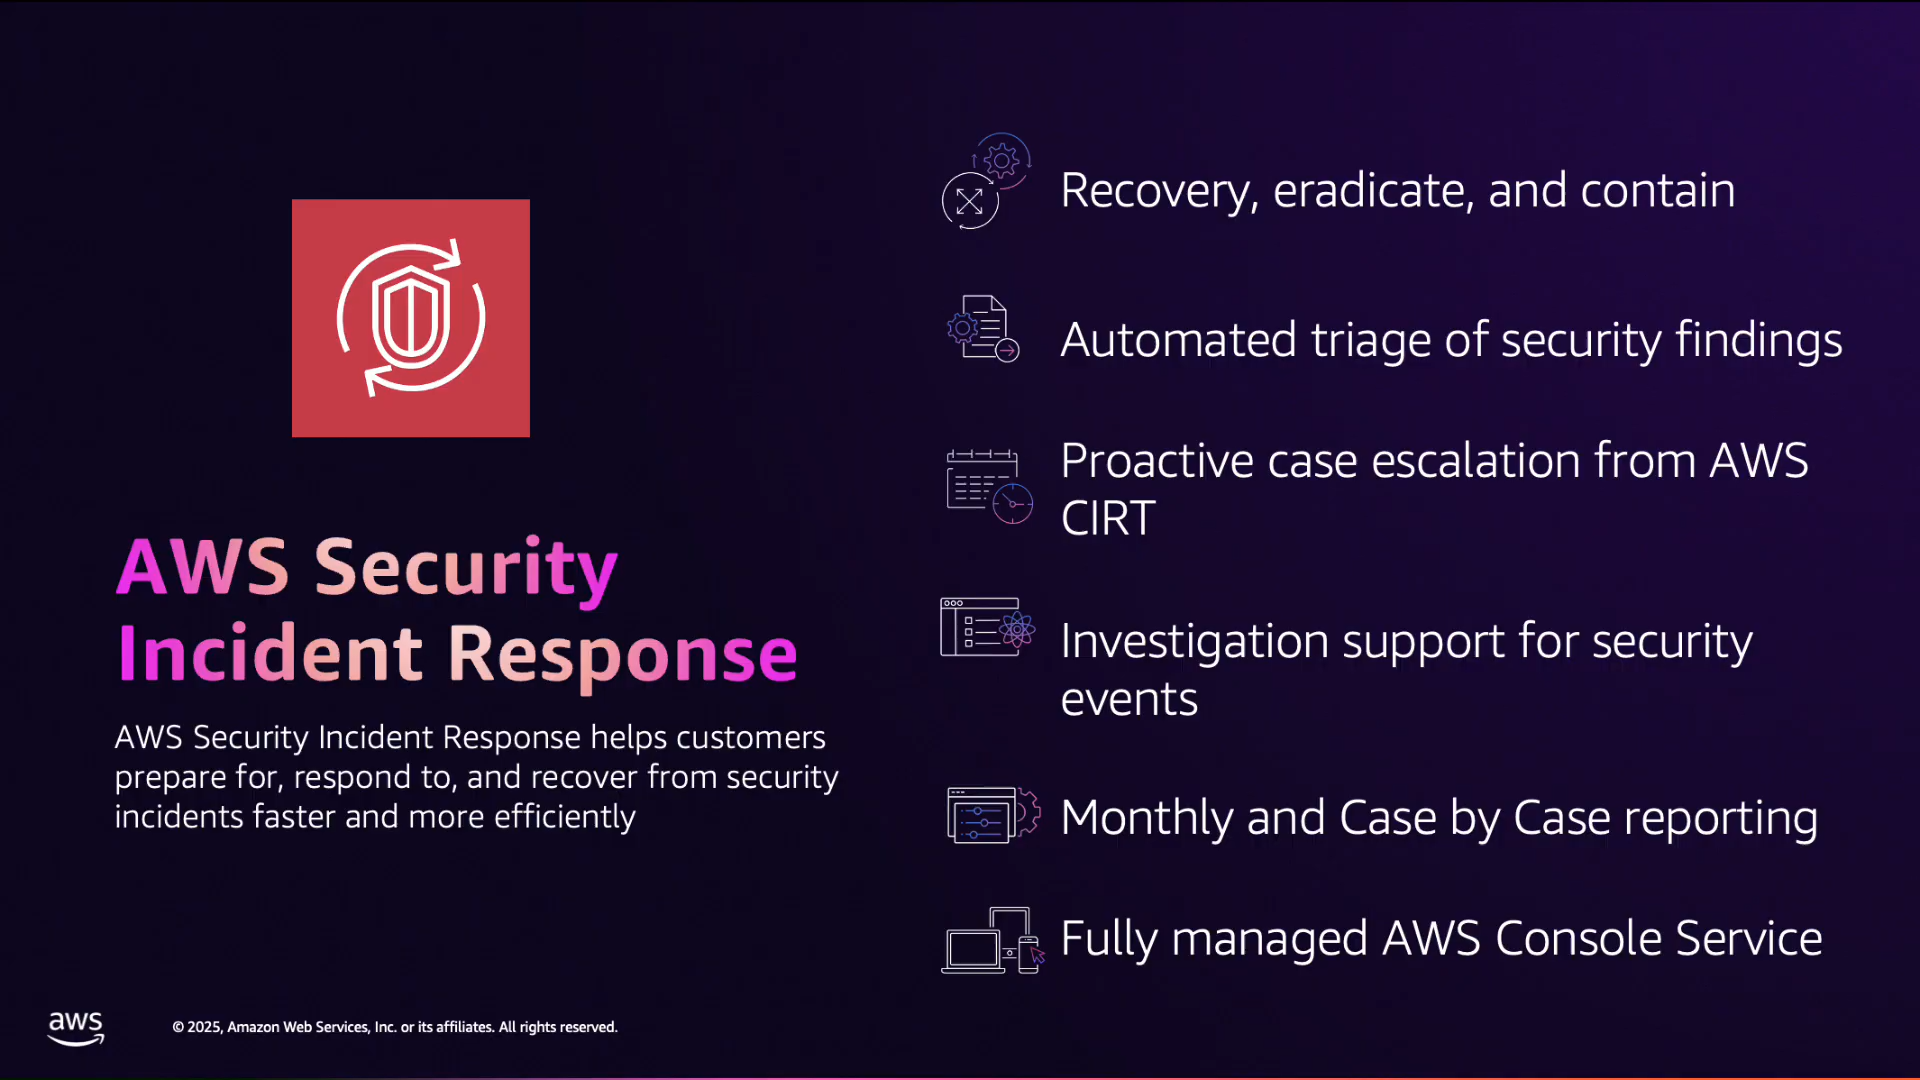 AWS Security
Incident Response
AWS Security Incident Response helps customers
prepare for, respond to, and recover from security
incidents faster and more efficiently
Recovery, eradicate, and contain
Automated triage of security findings
Proactive case escalation from AWS
CIRT
Investigation support for security
events
Monthly and Case by Case reporting
Fully managed AWS Console Service
aws
© 2025, Amazon Web Services, Inc. or its affiliates. All rights reserved.